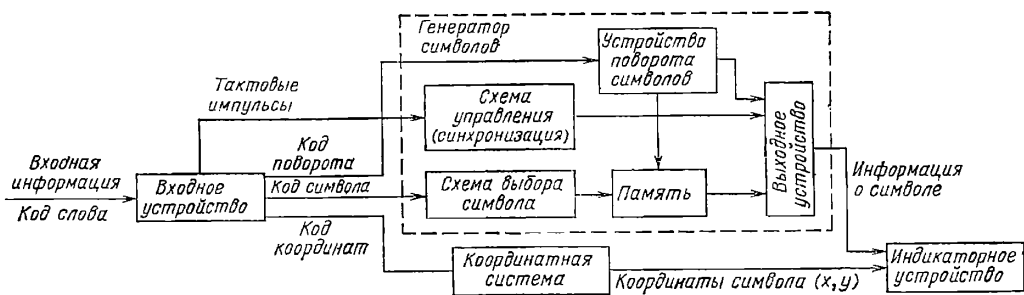 Генератор
символов
Устройство
поворота
символов
Тактовые
импульсы
Схема
управления
(синхронизация)
Выходное
устройство
Код
поворота
Входная
информация
Код слова
Входное
устройство
Код символа
Схема выбора
символа
Память
Информация
о символе
Код
координат
Координатная
система
Координаты символа (x,y)
Индикаторное
устройство